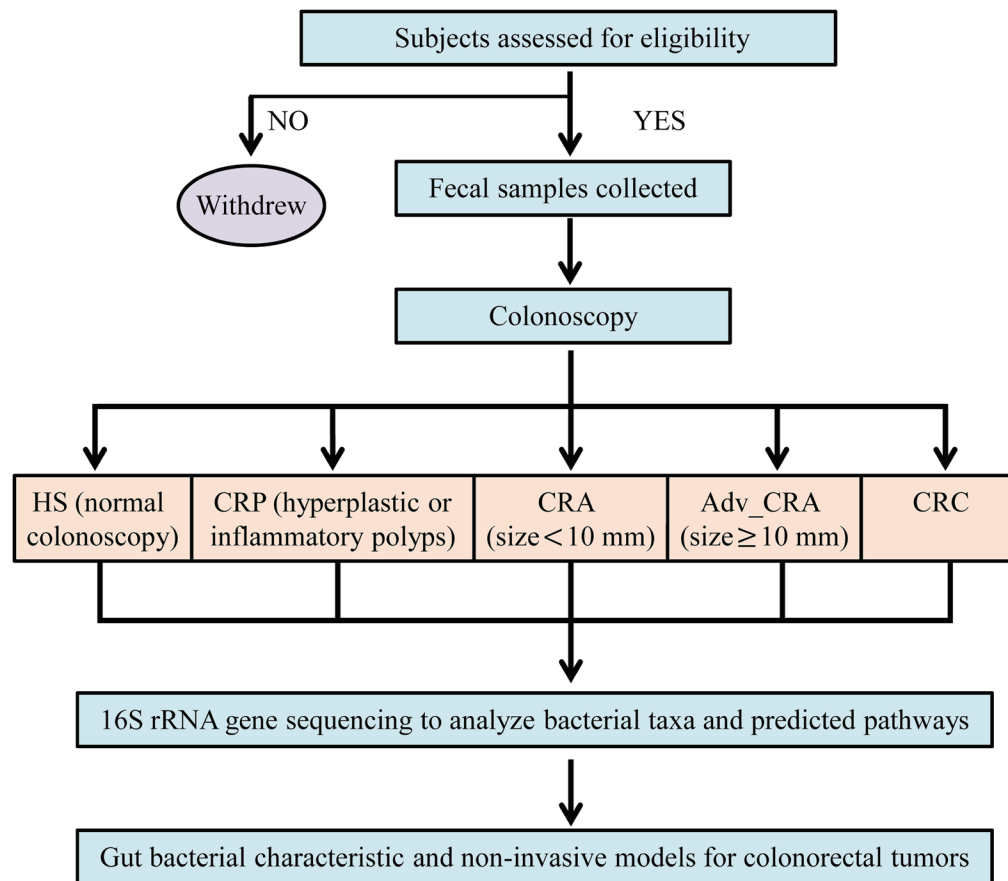 Subjects assessed for eligibility
NO
YES
Withdrew
Fecal samples collected
Colonoscopy
HS (normal
colonoscopy)
CRP (hyperplastic or
inflammatory polyps)
CRA
(size<10 mm)
Adv_CRA
(size≥10 mm)
CRC
16S rRNA gene sequencing to analyze bacterial taxa and predicted pathways
Gut bacterial characteristic and non-invasive models for colonorectal tumors